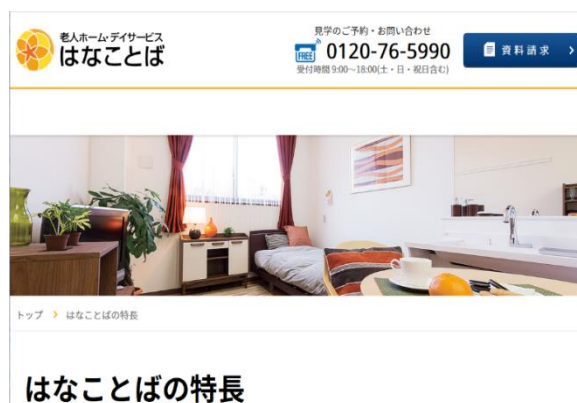 老人ホーム・デイサービス
はなことば
見学のご予約・お問い合わせ
FREE 0120-76-5990
受付時間 9:00～18:00(土・日・祝日含む)
資料請求 >
トップ > はなことばの特長
はなことばの特長